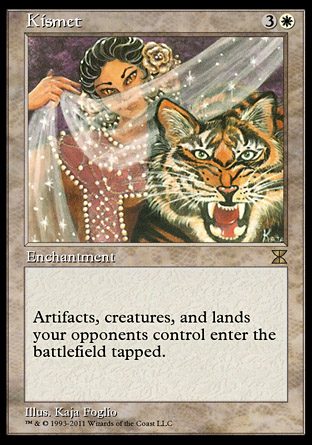 Kismet 3
Enchantment
Artifacts, creatures, and lands
your opponents control enter the
battlefield tapped.
Illus. Kaja Foglio
™ & © 1993-2011 Wizards of the Coast LLC